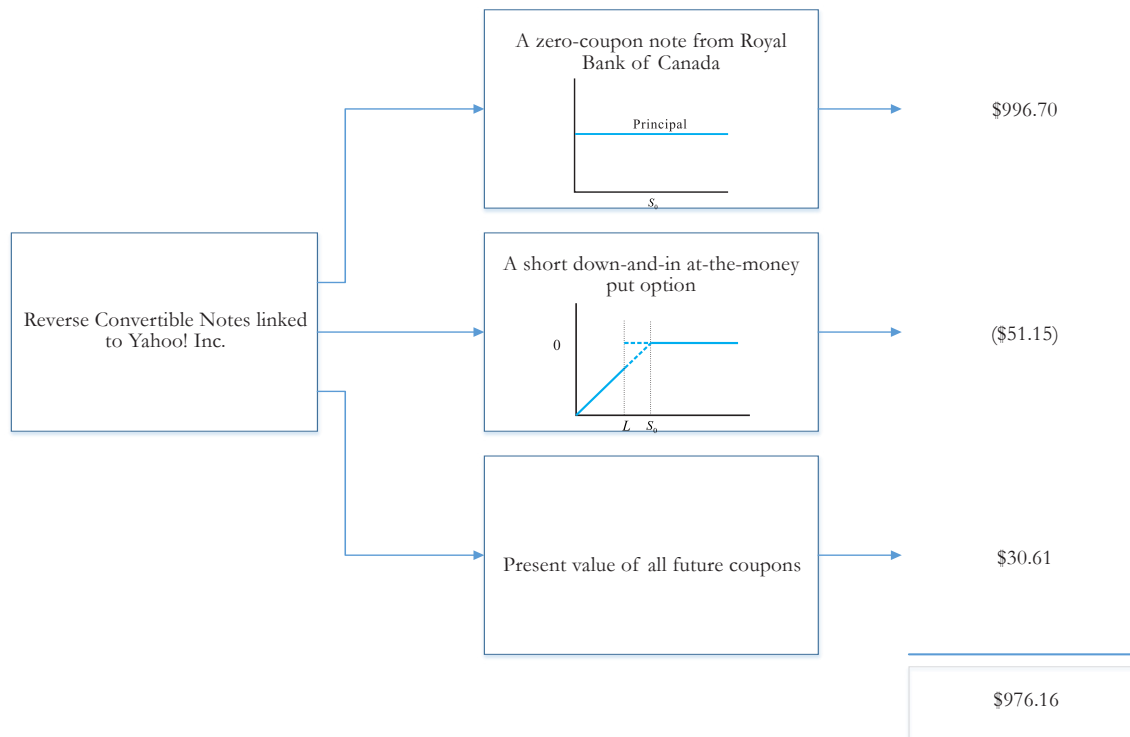 A zero-coupon note from Royal
Bank of Canada
Principal
S₀
$996.70
Reverse Convertible Notes linked
to Yahoo! Inc.
A short down-and-in at-the-money
put option
0
L S₀
($51.15)
Present value of all future coupons
$30.61
$976.16